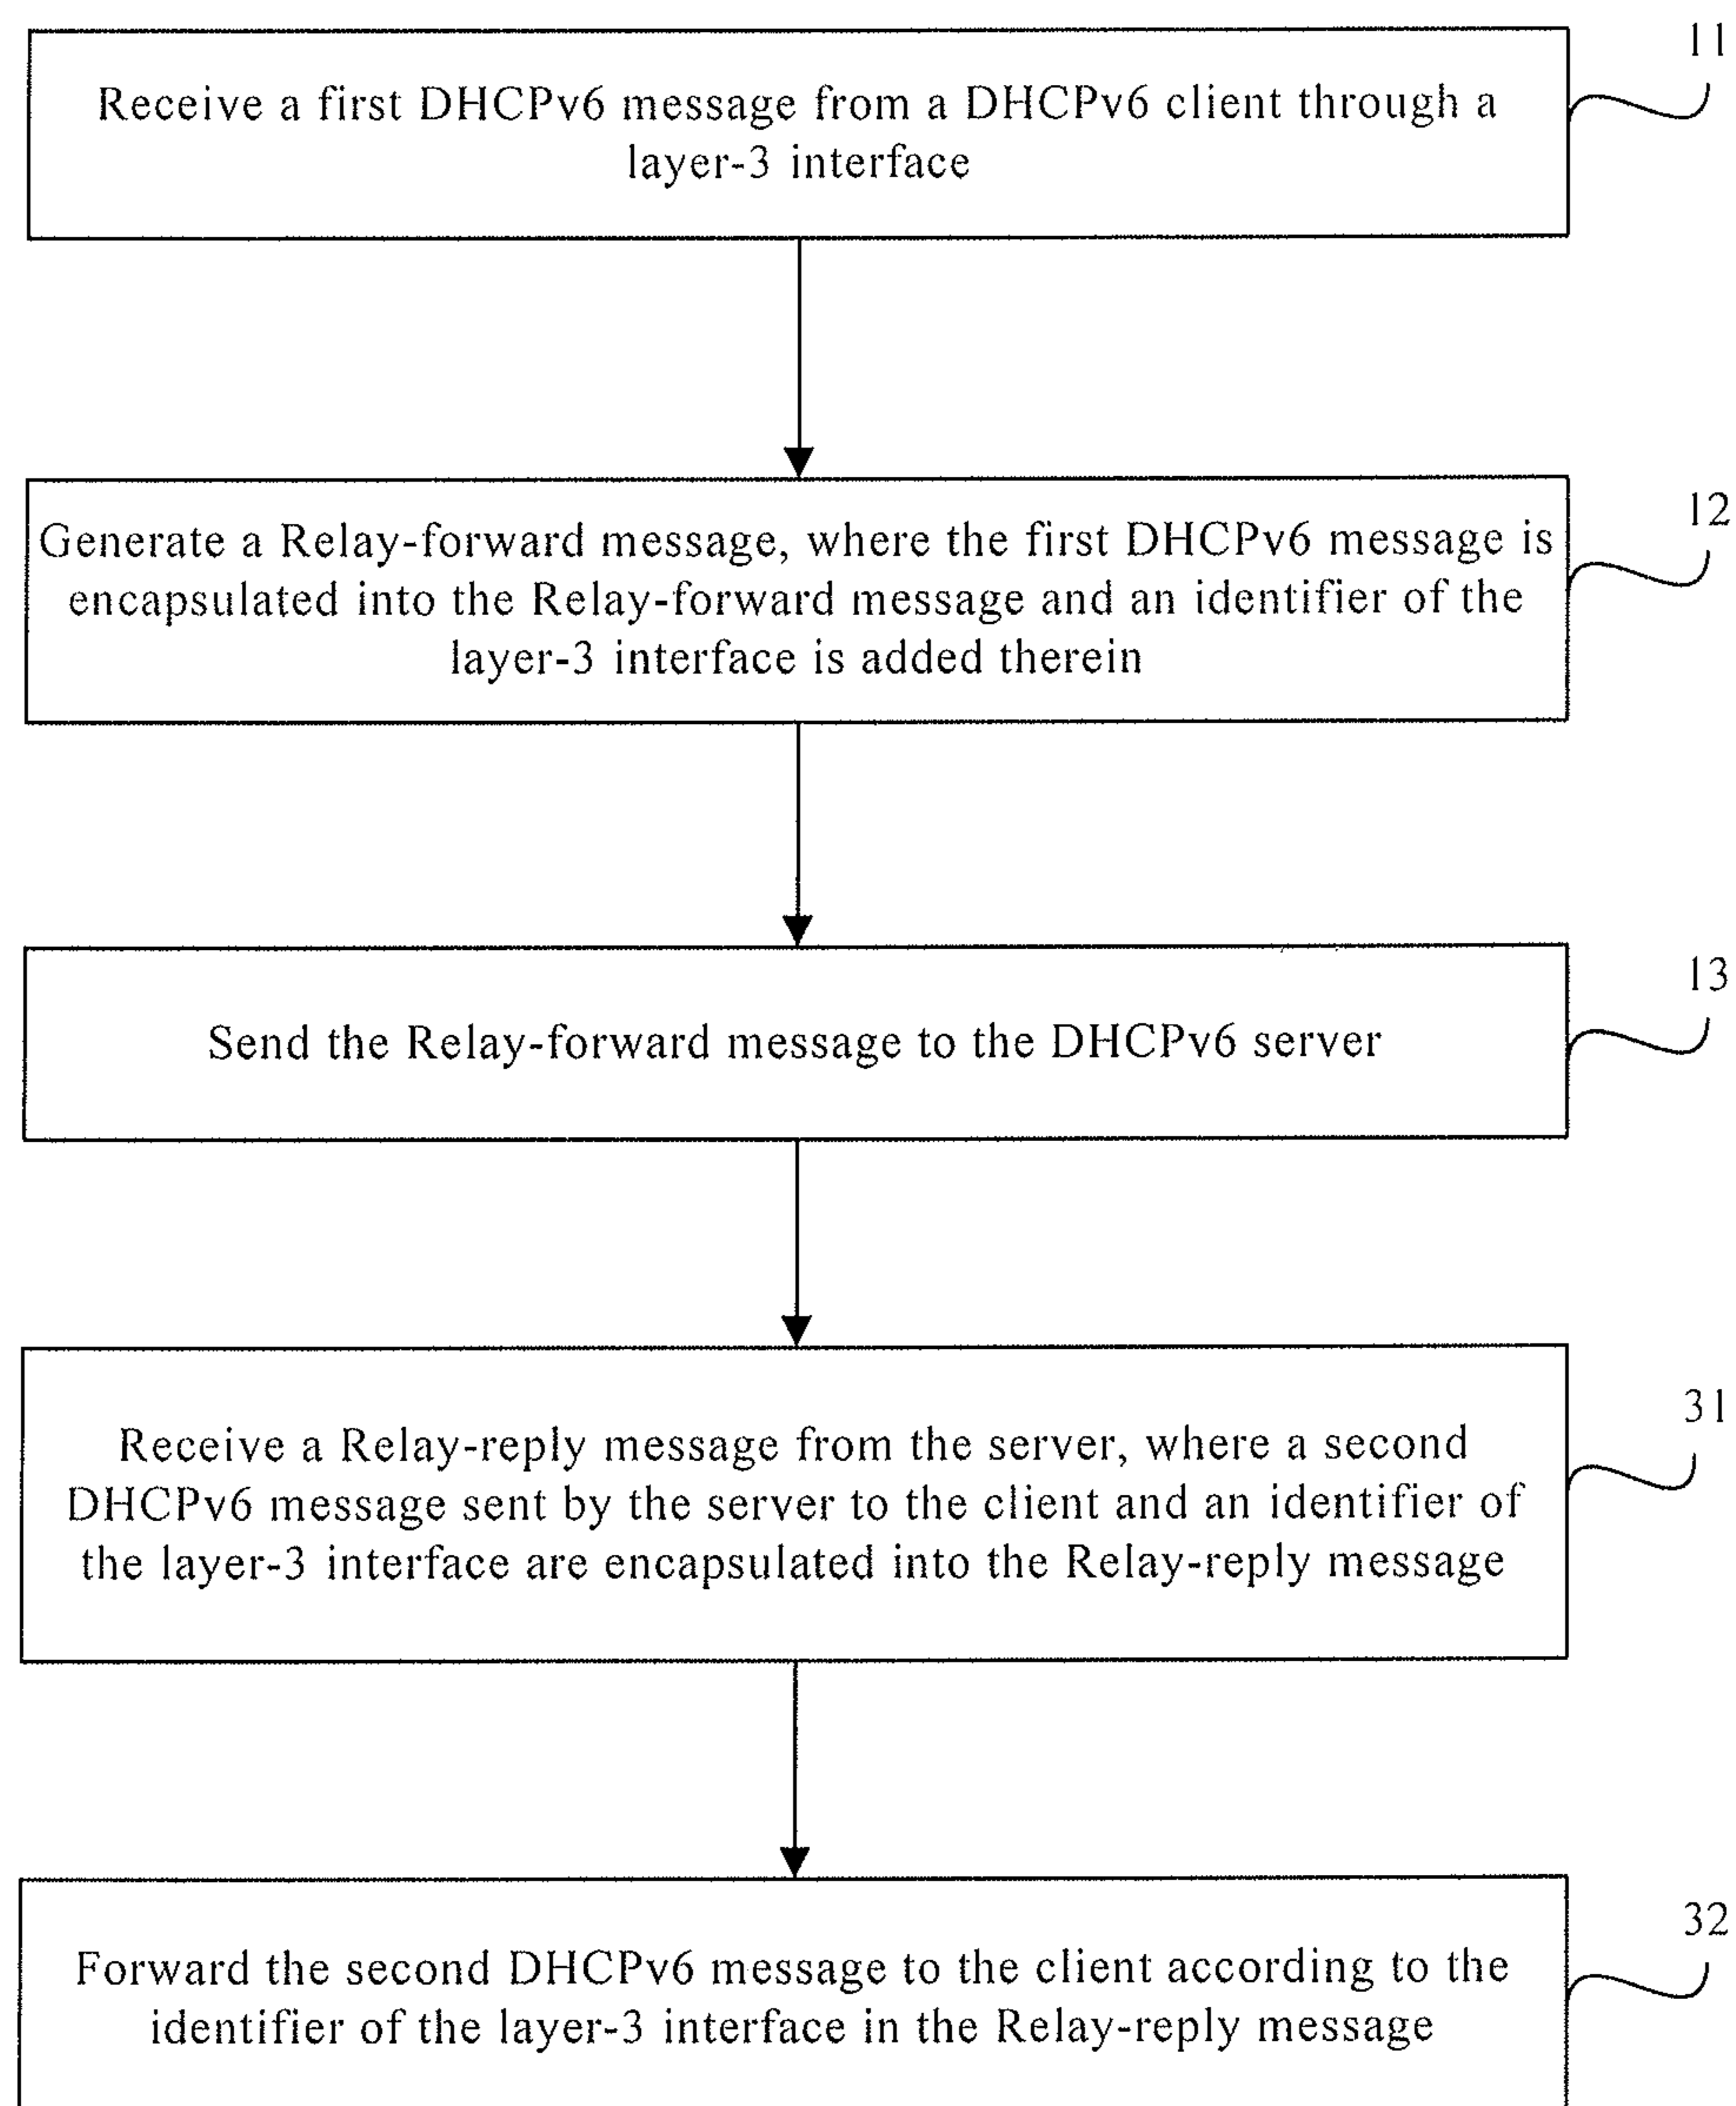 11
Receive a first DHCPv6 message from a DHCPv6 client through a
layer-3 interface
12
Generate a Relay-forward message, where the first DHCPv6 message is
encapsulated into the Relay-forward message and an identifier of the
layer-3 interface is added therein
13
Send the Relay-forward message to the DHCPv6 server
31
Receive a Relay-reply message from the server, where a second
DHCPv6 message sent by the server to the client and an identifier of
the layer-3 interface are encapsulated into the Relay-reply message
32
Forward the second DHCPv6 message to the client according to the
identifier of the layer-3 interface in the Relay-reply message